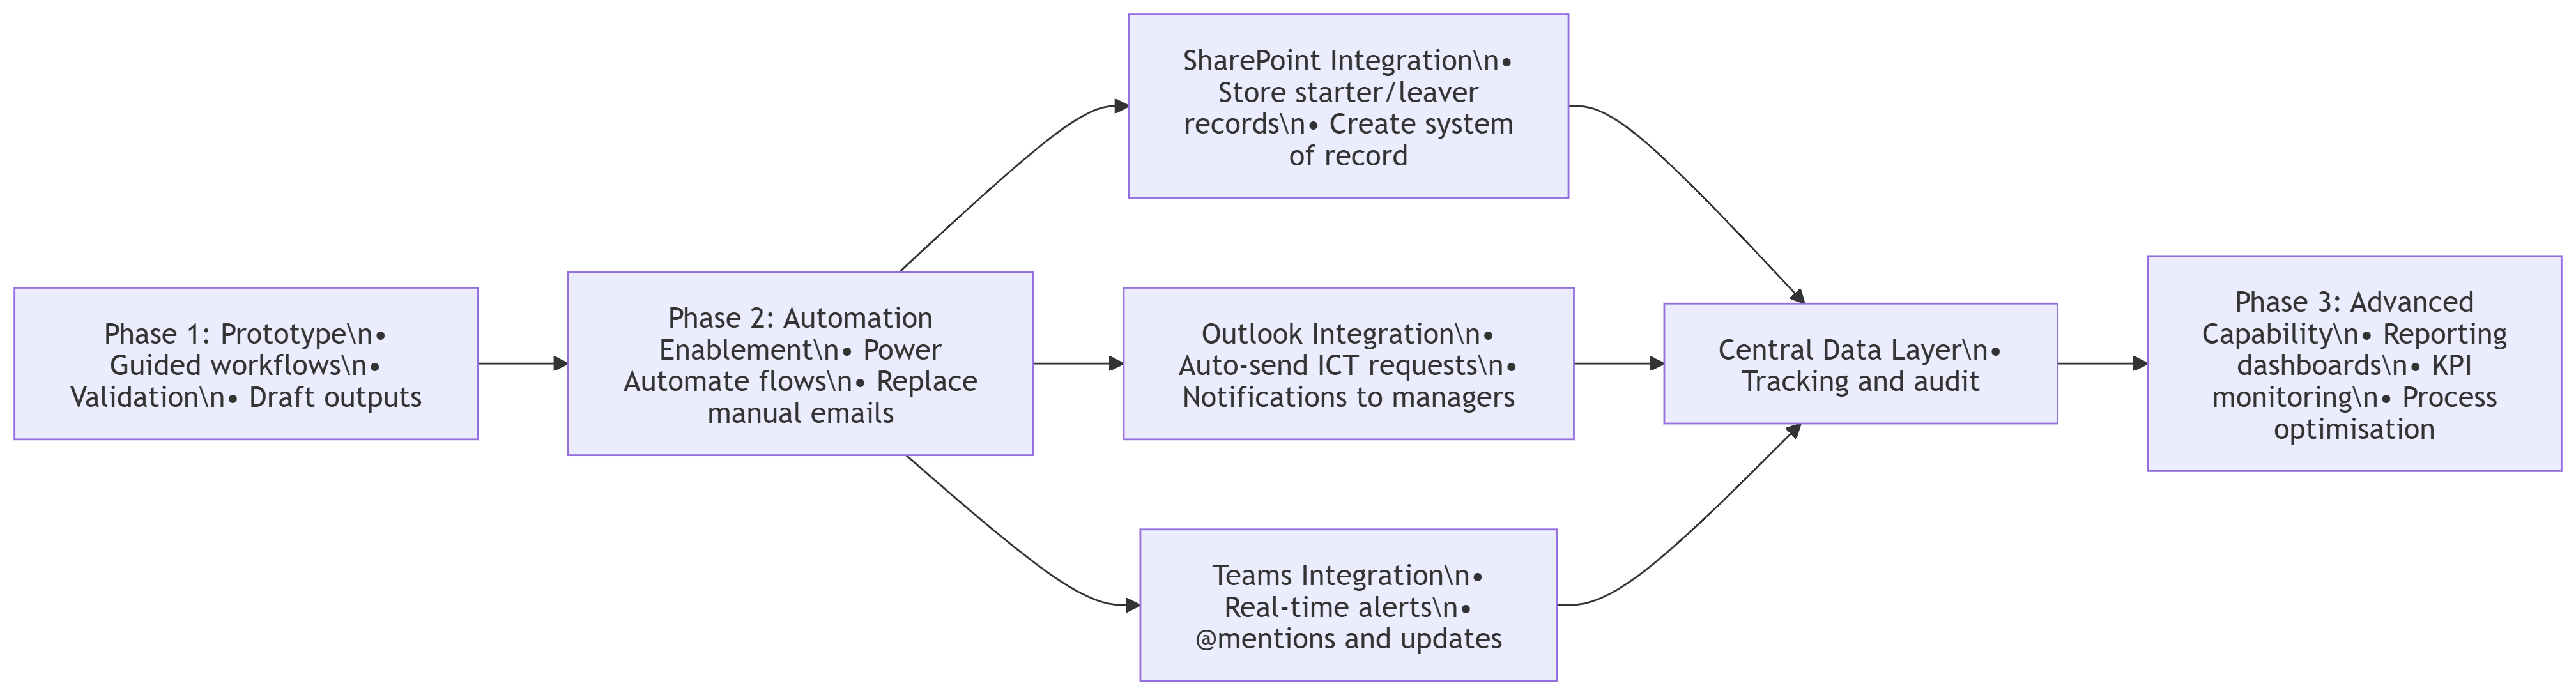 Phase 1: Prototype\n•
Guided workflows\n•
Validation\n• Draft outputs
Phase 2: Automation
Enablement\n• Power
Automate flows\n• Replace
manual emails
SharePoint Integration\n•
Store starter/leaver
records\n• Create system
of record
Outlook Integration\n•
Auto-send ICT requests\n•
Notifications to managers
Teams Integration\n•
Real-time alerts\n•
@mentions and updates
Central Data Layer\n•
Tracking and audit
Phase 3: Advanced
Capability\n• Reporting
dashboards\n• KPI
monitoring\n• Process
optimisation